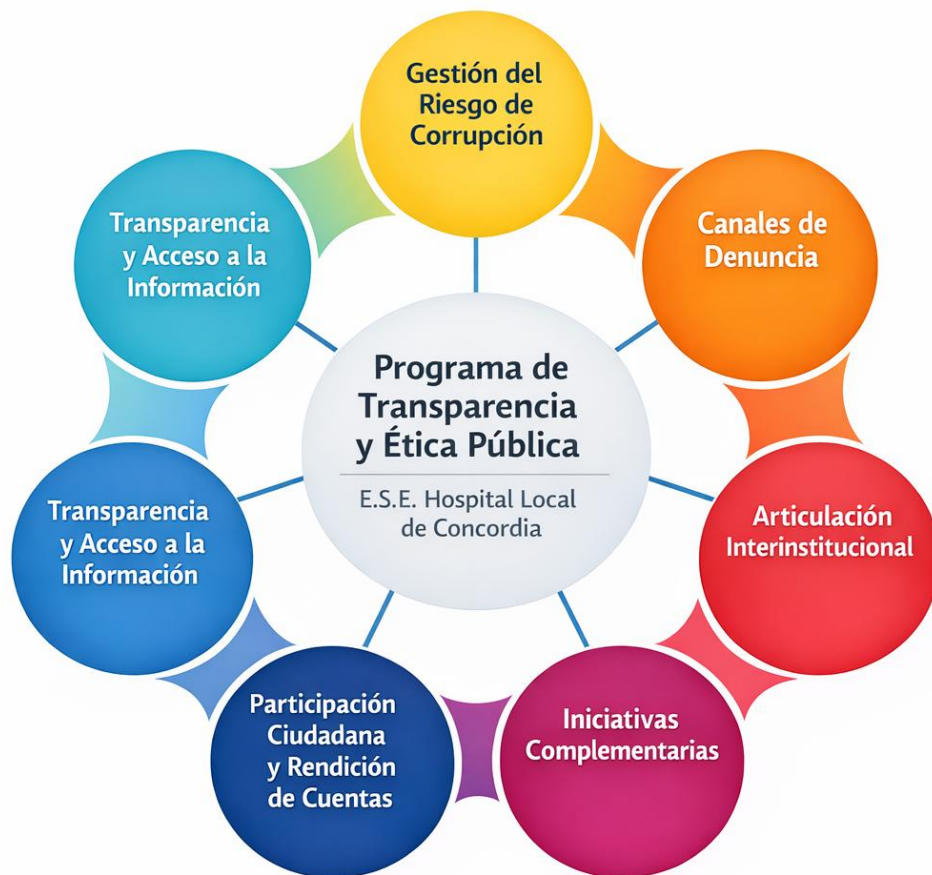 Gestión del
Riesgo de
Corrupción
Transparencia
y Acceso a la
Información
Canales de
Denuncia
Programa de
Transparencia
y Ética Pública
E.S.E. Hospital Local
de Concordia
Transparencia
y Acceso a la
Información
Articulación
Interinstitucional
Participación
Ciudadana
y Rendición
de Cuentas
Iniciativas
Complementarias